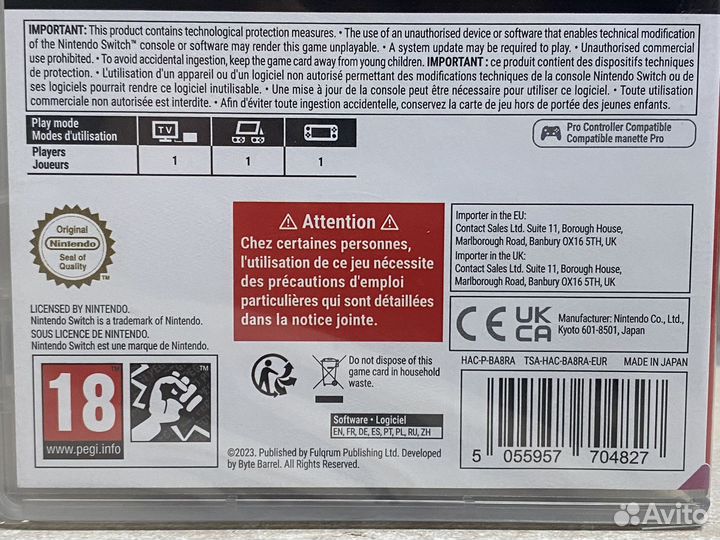 IMPORTANT: This product contains technological protection measures. • The use of an unauthorised device or software that enables technical modification
of the Nintendo Switch™ console or software may render this game unplayable. • A system update may be required to play. • Unauthorised commercial
use prohibited. • To avoid accidental ingestion, keep the game card away from young children. IMPORTANT : ce produit contient des dispositifs techniques
de protection. • L'utilisation d'un appareil ou d'un logiciel non autorisé permettant des modifications techniques de la console Nintendo Switch ou de
ses logiciels pourrait rendre ce logiciel inutilisable. • Une mise à jour de la console peut être nécessaire pour utiliser ce logiciel. • Toute utilisation
commerciale non autorisée est interdite. • Afin d'éviter toute ingestion accidentelle, conservez la carte de jeu hors de portée des jeunes enfants.
Play mode
Modes d'utilisation
TV
Players
Joueurs
1
1
1
Pro Controller Compatible
Compatible manette Pro
Original
Nintendo
Seal of
Quality
LICENSED BY NINTENDO.
Nintendo Switch is a trademark of Nintendo.
SOUS LICENCE DE NINTENDO.
Nintendo Switch est une marque de Nintendo.
⚠ Attention ⚠
Chez certaines personnes,
l'utilisation de ce jeu nécessite
des précautions d'emploi
particulières qui sont détaillées
dans la notice jointe.
Importer in the EU:
Contact Sales Ltd. Suite 11, Borough House,
Marlborough Road, Banbury OX16 5TH, UK
Importer in the UK:
Contact Sales Ltd. Suite 11, Borough House,
Marlborough Road, Banbury OX16 5TH, UK
CE UK
CA
Manufacturer: Nintendo Co., Ltd.,
Kyoto 601-8501, Japan
HAC-P-BA8RA TSA-HAC-BA8RA-EUR MADE IN JAPAN
18
www.pegi.info
™
™
Do not dispose of this
game card in household
waste.
Software • Logiciel
EN, FR, DE, ES, PT, PL, RU, ZH
©2023. Published by Fulqrum Publishing Ltd. Developed
by Byte Barrel. All Rights Reserved.
5 055957 704827
Avito